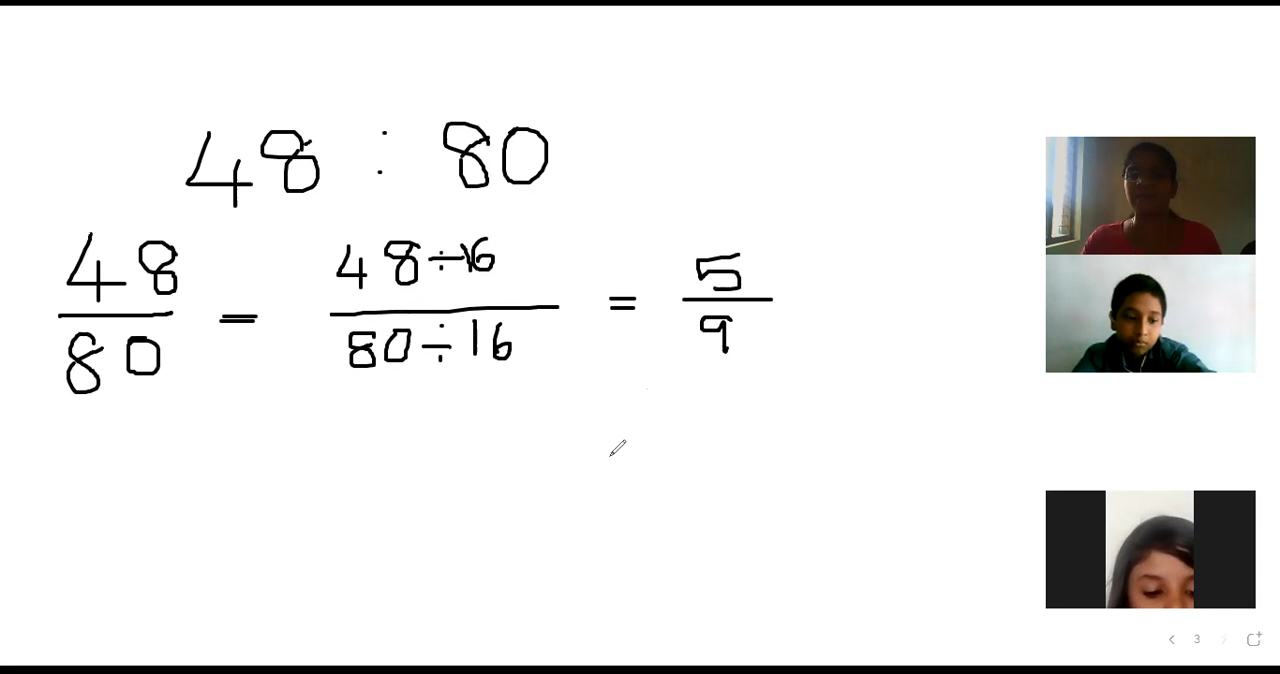 48 : 80
48/80 = 48÷16/80÷16 = 5/9
3